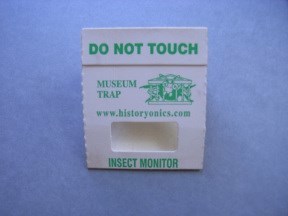 DO NOT TOUCH
MUSEUM
TRAP
www.historyonics.com
INSECT MONITOR